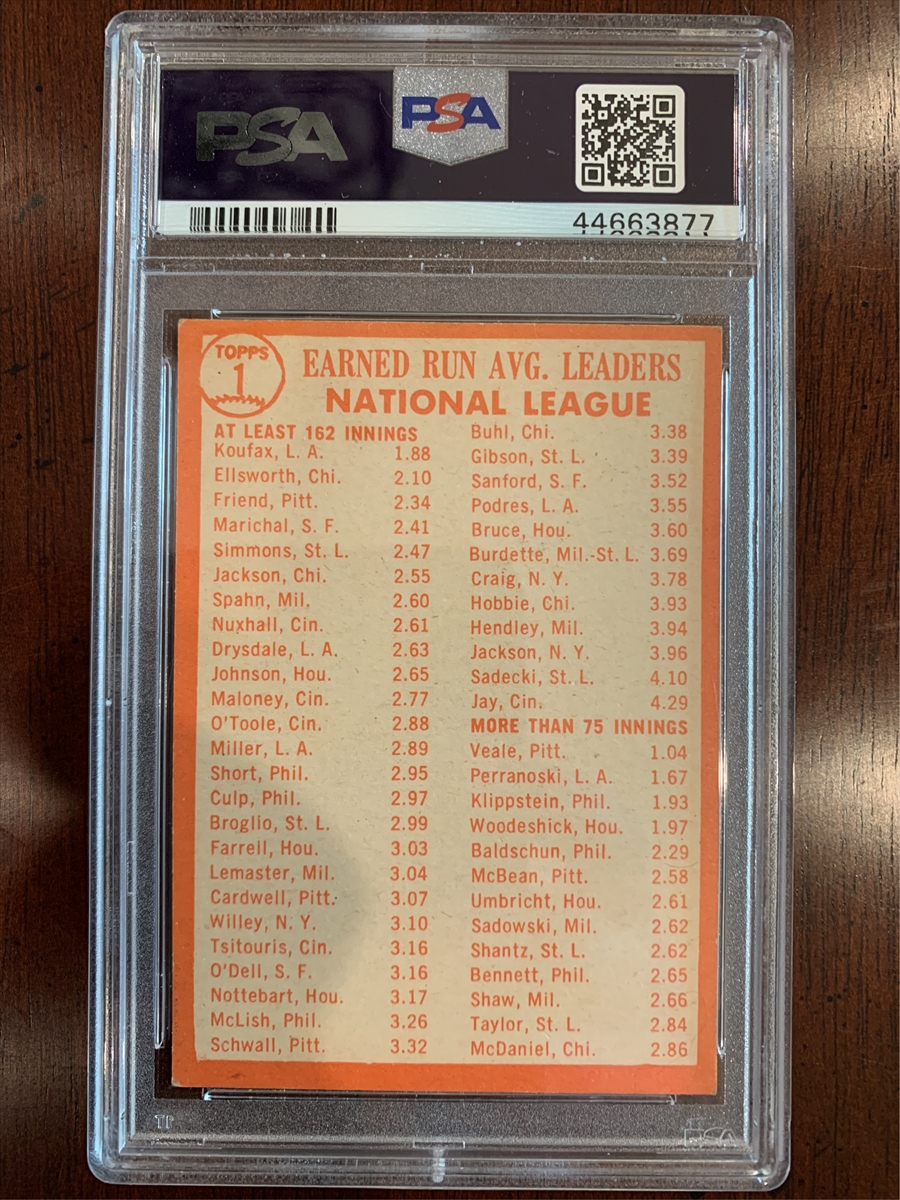 PSA
PSA
44663877
TOPPS
1
EARNED RUN AVG. LEADERS
NATIONAL LEAGUE
AT LEAST 162 INNINGS
Koufax, L. A. 1.88
Ellsworth, Chi. 2.10
Friend, Pitt. 2.34
Marichal, S. F. 2.41
Simmons, St. L. 2.47
Jackson, Chi. 2.55
Spahn, Mil. 2.60
Nuxhall, Cin. 2.61
Drysdale, L. A. 2.63
Johnson, Hou. 2.65
Maloney, Cin. 2.77
O'Toole, Cin. 2.88
Miller, L. A. 2.89
Short, Phil. 2.95
Culp, Phil. 2.97
Broglio, St. L. 2.99
Farrell, Hou. 3.03
Lemaster, Mil. 3.04
Cardwell, Pitt. 3.07
Willey, N. Y. 3.10
Tsitouris, Cin. 3.16
O'Dell, S. F. 3.16
Nottebart, Hou. 3.17
McLish, Phil. 3.26
Schwall, Pitt. 3.32
Buhl, Chi. 3.38
Gibson, St. L. 3.39
Sanford, S. F. 3.52
Podres, L. A. 3.55
Bruce, Hou. 3.60
Burdette, Mil.-St. L. 3.69
Craig, N. Y. 3.78
Hobbie, Chi. 3.93
Hendley, Mil. 3.94
Jackson, N. Y. 3.96
Sadecki, St. L. 4.10
Jay, Cin. 4.29
MORE THAN 75 INNINGS
Veale, Pitt. 1.04
Perranoski, L. A. 1.67
Klippstein, Phil. 1.93
Woodeshick, Hou. 1.97
Baldschun, Phil. 2.29
McBean, Pitt. 2.58
Umbricht, Hou. 2.61
Sadowski, Mil. 2.62
Shantz, St. L. 2.62
Bennett, Phil. 2.65
Shaw, Mil. 2.66
Taylor, St. L. 2.84
McDaniel, Chi. 2.86
PSA